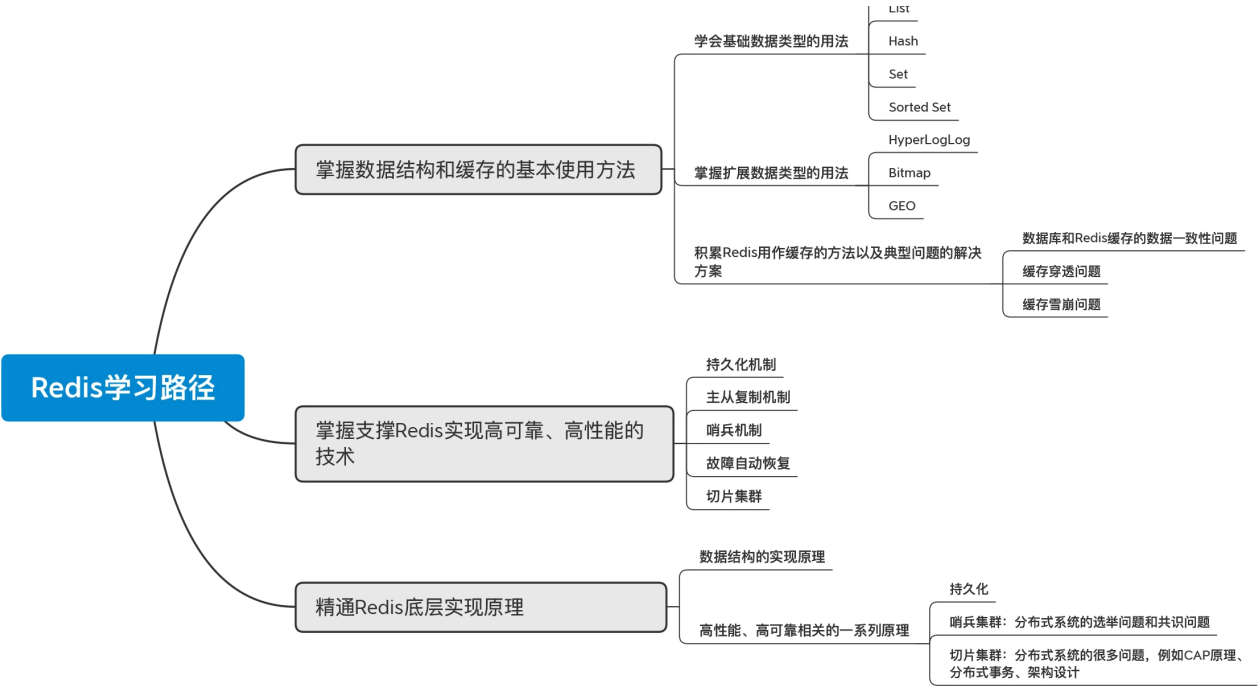 List
学会基础数据类型的用法
Hash
Set
Sorted Set
HyperLogLog
掌握数据结构和缓存的基本使用方法
掌握扩展数据类型的用法
Bitmap
GEO
数据库和Redis缓存的数据一致性问题
积累Redis用作缓存的方法以及典型问题的解决
方案
缓存穿透问题
缓存雪崩问题
Redis学习路径
持久化机制
主从复制机制
掌握支撑Redis实现高可靠、高性能的
技术
哨兵机制
故障自动恢复
切片集群
数据结构的实现原理
精通Redis底层实现原理
持久化
高性能、高可靠相关的一系列原理
哨兵集群：分布式系统的选举问题和共识问题
切片集群：分布式系统的很多问题，例如CAP原理、
分布式事务、架构设计